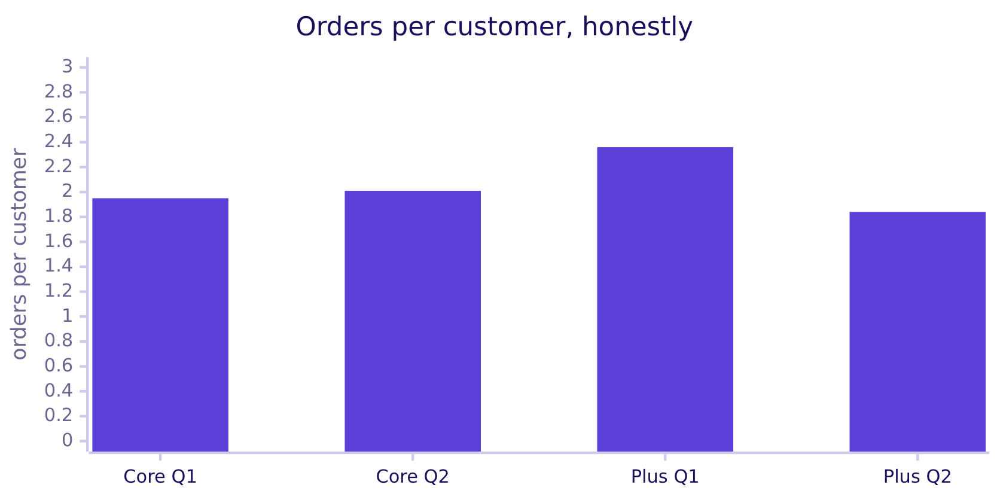 Orders per customer, honestly
orders per customer
3
2.8
2.6
2.4
2.2
2
1.8
1.6
1.4
1.2
1
0.8
0.6
0.4
0.2
0
Core Q1
Core Q2
Plus Q1
Plus Q2